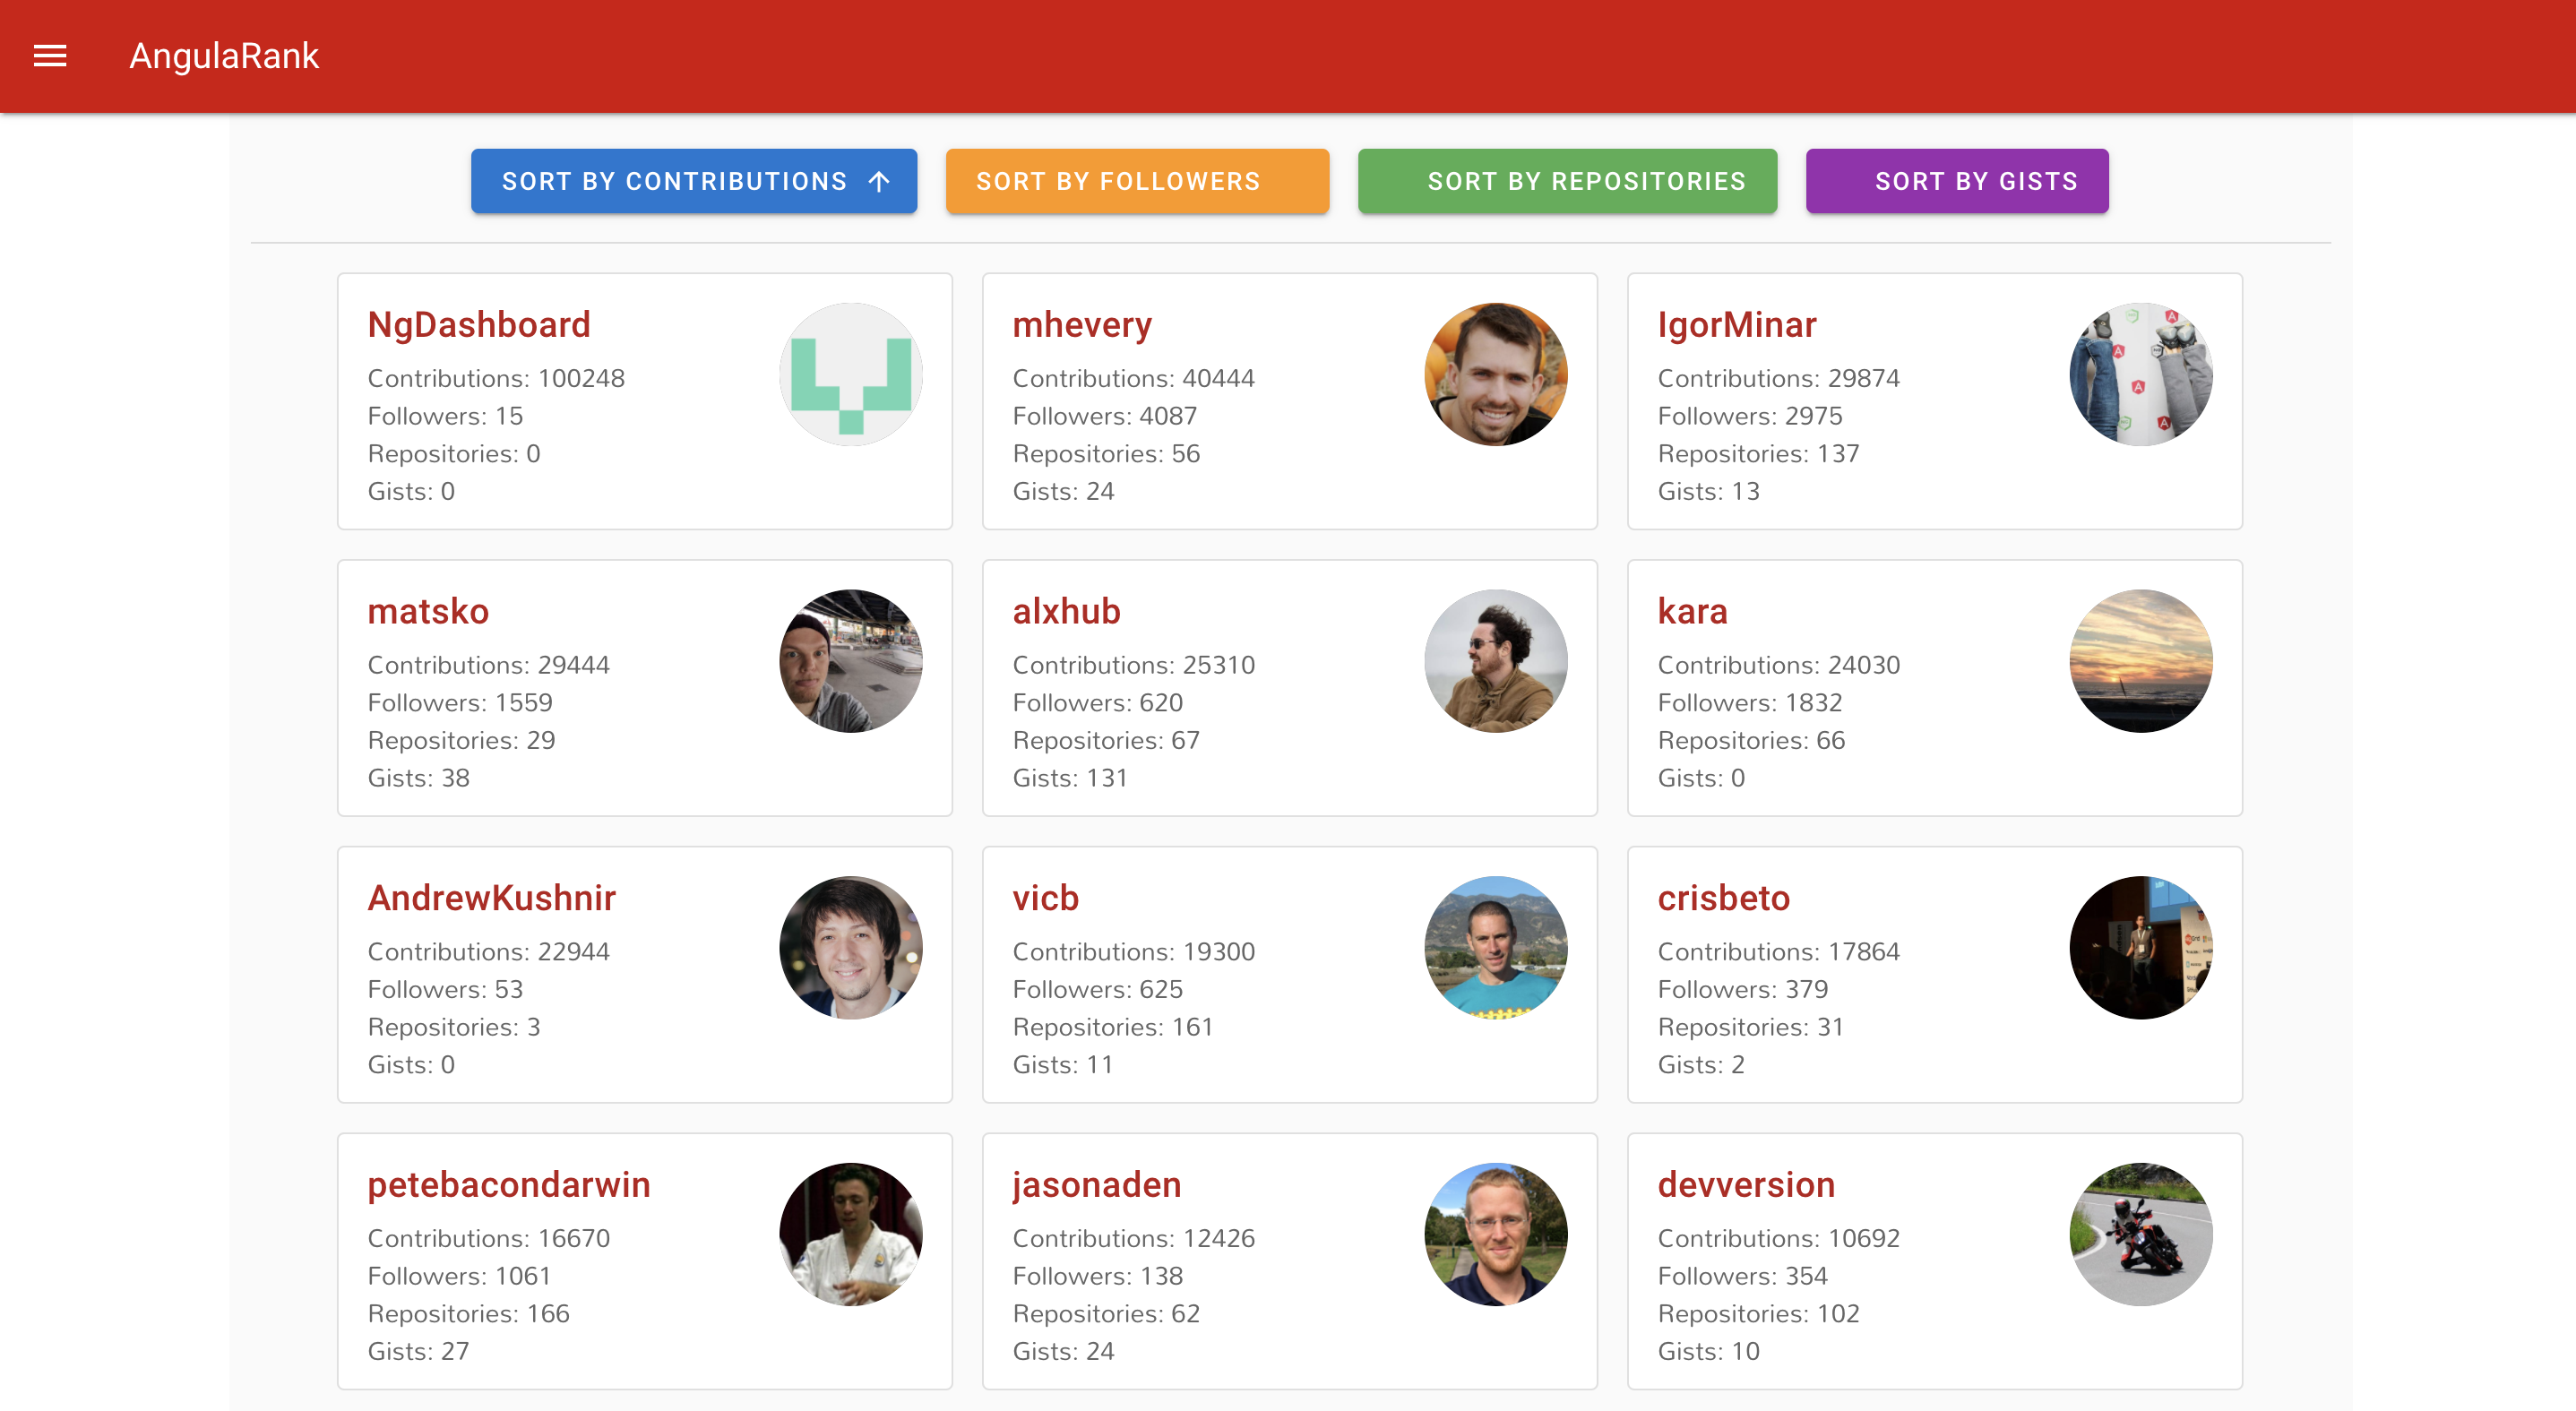 AngulaRank
SORT BY CONTRIBUTIONS
SORT BY FOLLOWERS
SORT BY REPOSITORIES
SORT BY GISTS
NgDashboard
Contributions: 100248
Followers: 15
Repositories: 0
Gists: 0
mhevery
Contributions: 40444
Followers: 4087
Repositories: 56
Gists: 24
IgorMinar
Contributions: 29874
Followers: 2975
Repositories: 137
Gists: 13
matsko
Contributions: 29444
Followers: 1559
Repositories: 29
Gists: 38
alxhub
Contributions: 25310
Followers: 620
Repositories: 67
Gists: 131
kara
Contributions: 24030
Followers: 1832
Repositories: 66
Gists: 0
AndrewKushnir
Contributions: 22944
Followers: 53
Repositories: 3
Gists: 0
vicb
Contributions: 19300
Followers: 625
Repositories: 161
Gists: 11
crisbeto
Contributions: 17864
Followers: 379
Repositories: 31
Gists: 2
petebacondarwin
Contributions: 16670
Followers: 1061
Repositories: 166
Gists: 27
jasonaden
Contributions: 12426
Followers: 138
Repositories: 62
Gists: 24
devversion
Contributions: 10692
Followers: 354
Repositories: 102
Gists: 10